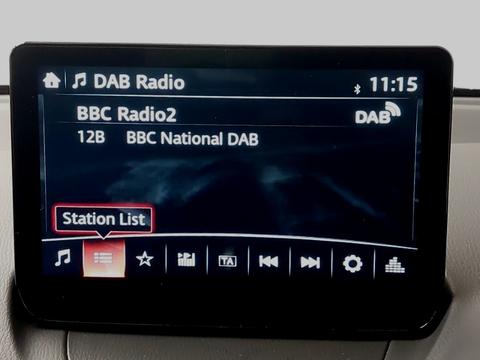 DAB Radio 11:15
BBC Radio2 DAB
12B BBC National DAB
Station List
TA